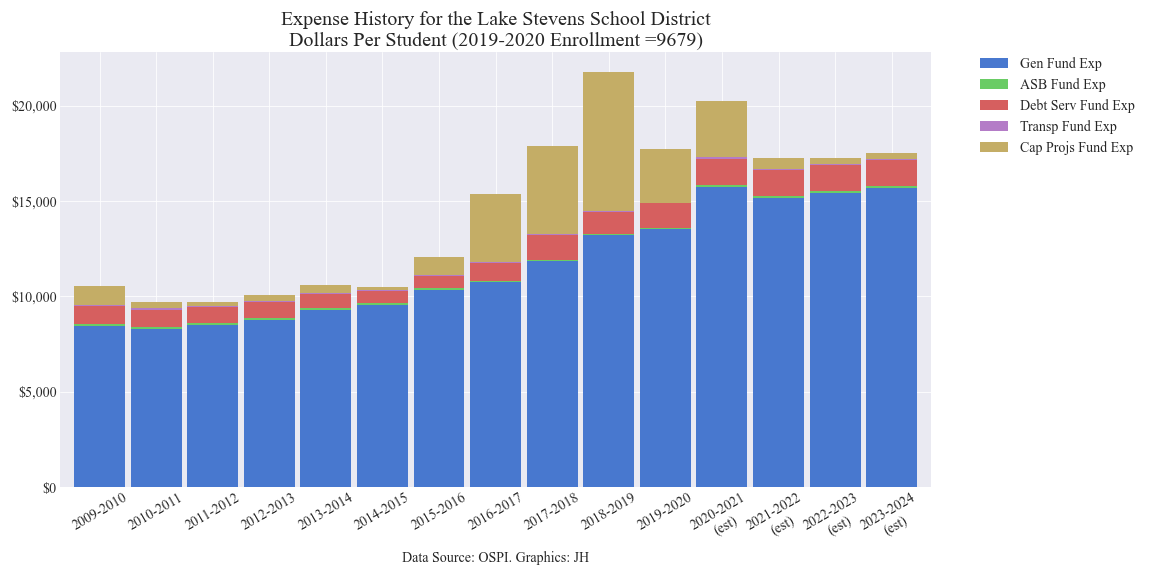 Expense History for the Lake Stevens School District
Dollars Per Student (2019-2020 Enrollment =9679)
Gen Fund Exp
ASB Fund Exp
Debt Serv Fund Exp
Transp Fund Exp
Cap Projs Fund Exp
$20,000
$15,000
$10,000
$5,000
$0
2009-2010
2010-2011
2011-2012
2012-2013
2013-2014
2014-2015
2015-2016
2016-2017
2017-2018
2018-2019
2019-2020
2020-2021
(est)
2021-2022
(est)
2022-2023
(est)
2023-2024
(est)
Data Source: OSPI. Graphics: JH